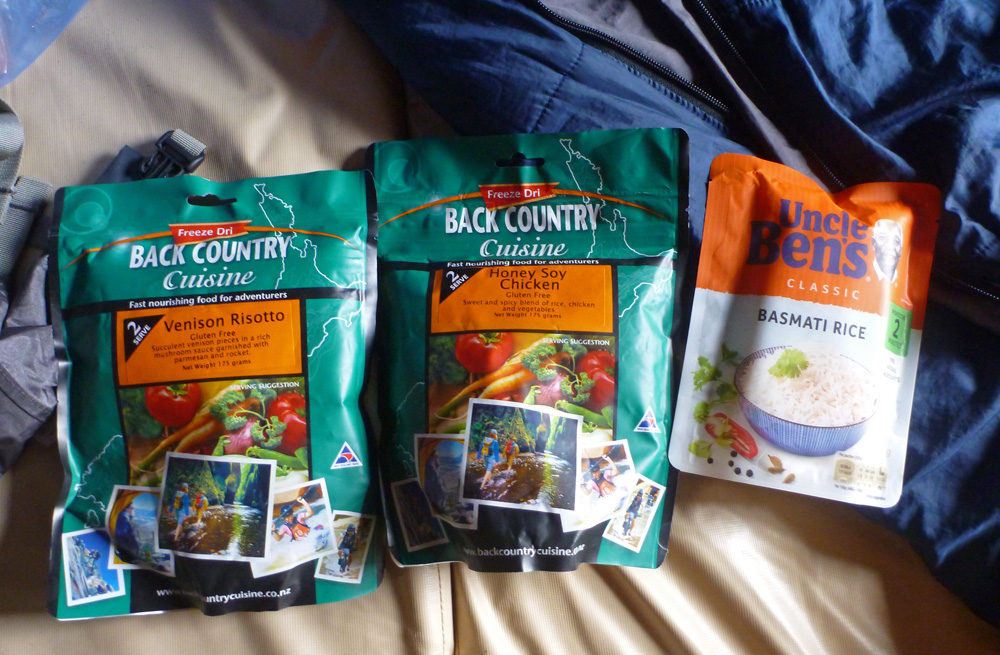 Freeze Dri
BACK COUNTRY
Cuisine
Fast nourishing food for adventurers
2
SERVE
Venison Risotto
Gluten Free
Succulent venison pieces in a rich
mushroom sauce garnished with
parmesan and rocket.
Net Weight 175 grams
SERVING SUGGESTION
countrycuisine.co.nz
Freeze Dri
BACK COUNTRY
Cuisine
Fast nourishing food for adventurers
2
SERVE
Honey Soy
Chicken
Gluten Free
Sweet and spicy blend of rice, chicken
and vegetables
Net Weight 175 grams
SERVING SUGGESTION
backcountrycuisine
Uncle
Ben's
CLASSIC
BASMATI RICE
2